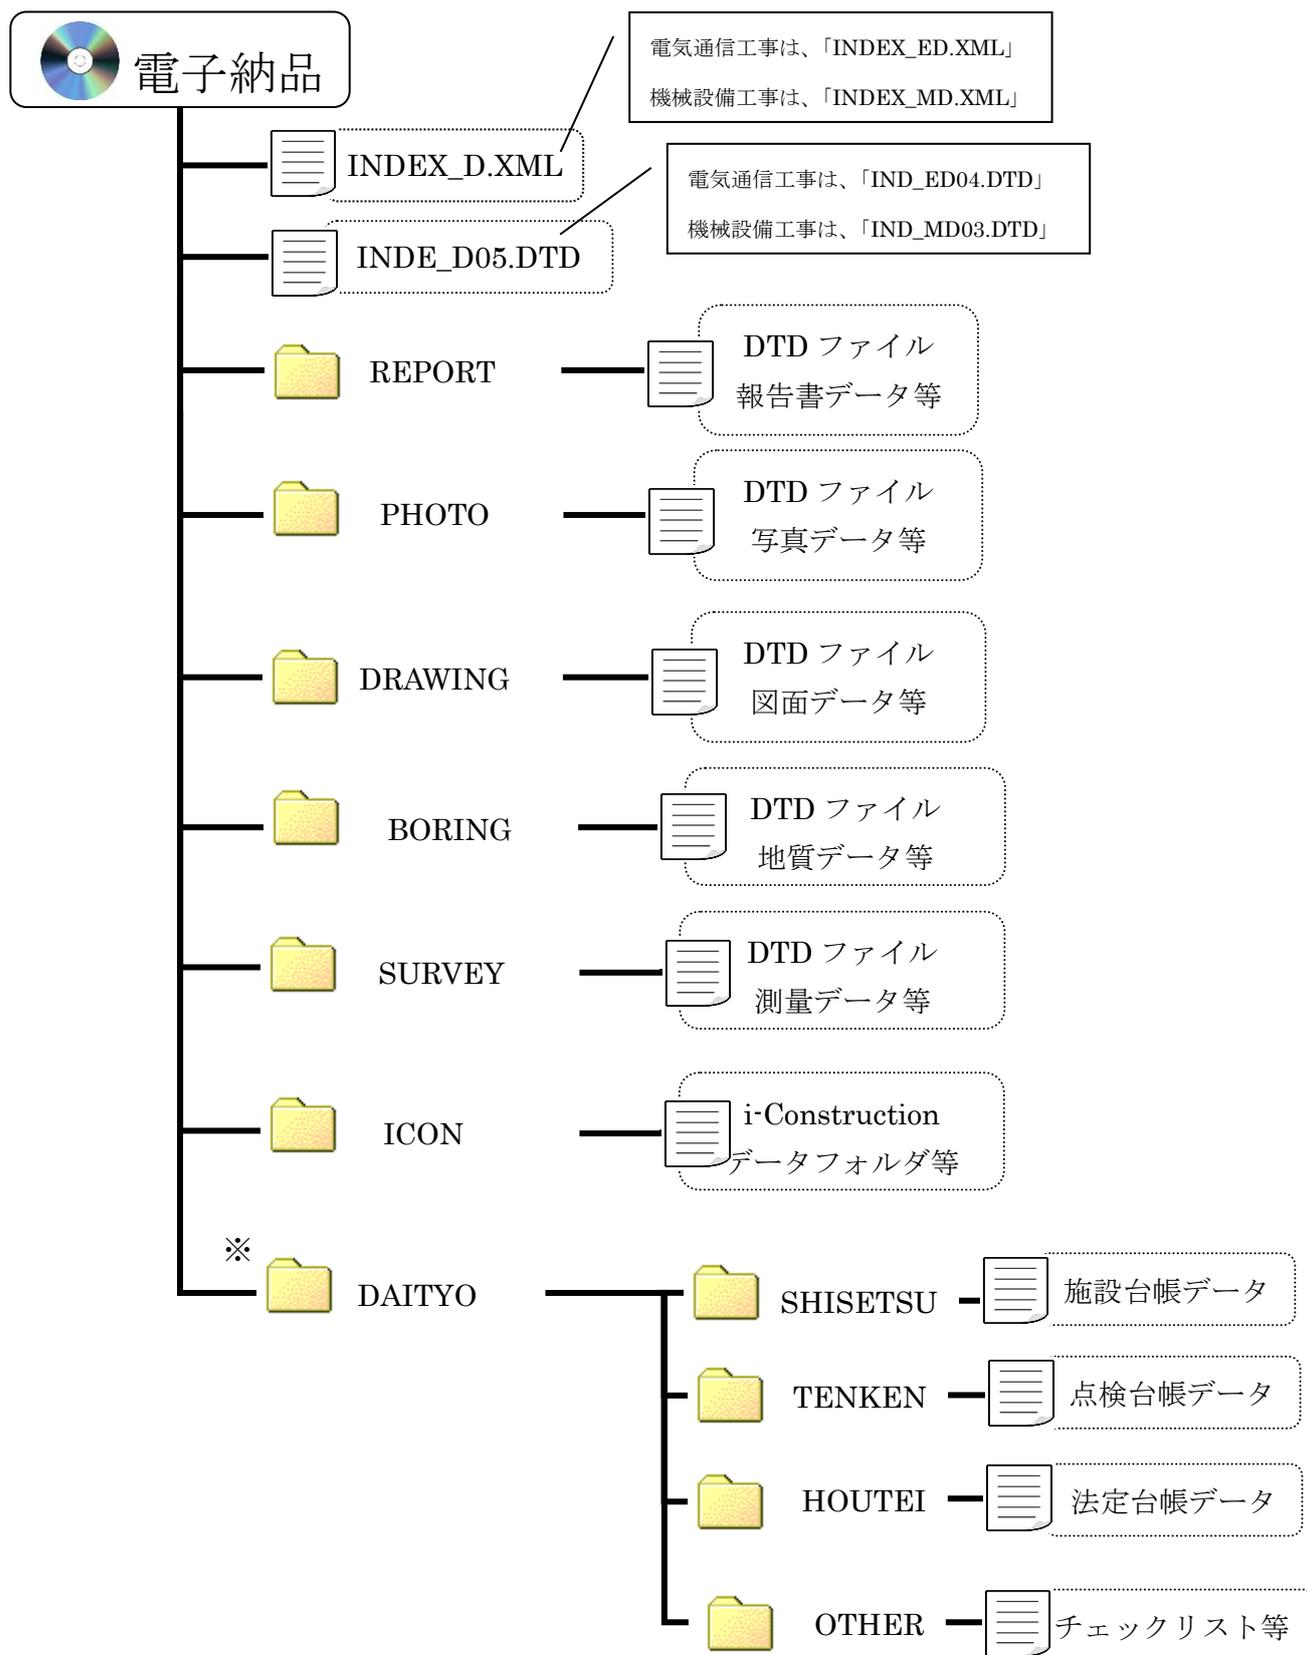 電子納品
電気通信工事は、「INDEX_ED.XML」
機械設備工事は、「INDEX_MD.XML」
INDEX_D.XML
電気通信工事は、「IND_ED04.DTD」
機械設備工事は、「IND_MD03.DTD」
INDE_D05.DTD
REPORT
DTD ファイル
報告書データ等
PHOTO
DTD ファイル
写真データ等
DRAWING
DTD ファイル
図面データ等
BORING
DTD ファイル
地質データ等
SURVEY
DTD ファイル
測量データ等
ICON
i-Construction
データフォルダ等
※
DAITYO
SHISETSU
施設台帳データ
TENKEN
点検台帳データ
HOUTEI
法定台帳データ
OTHER
チェックリスト等